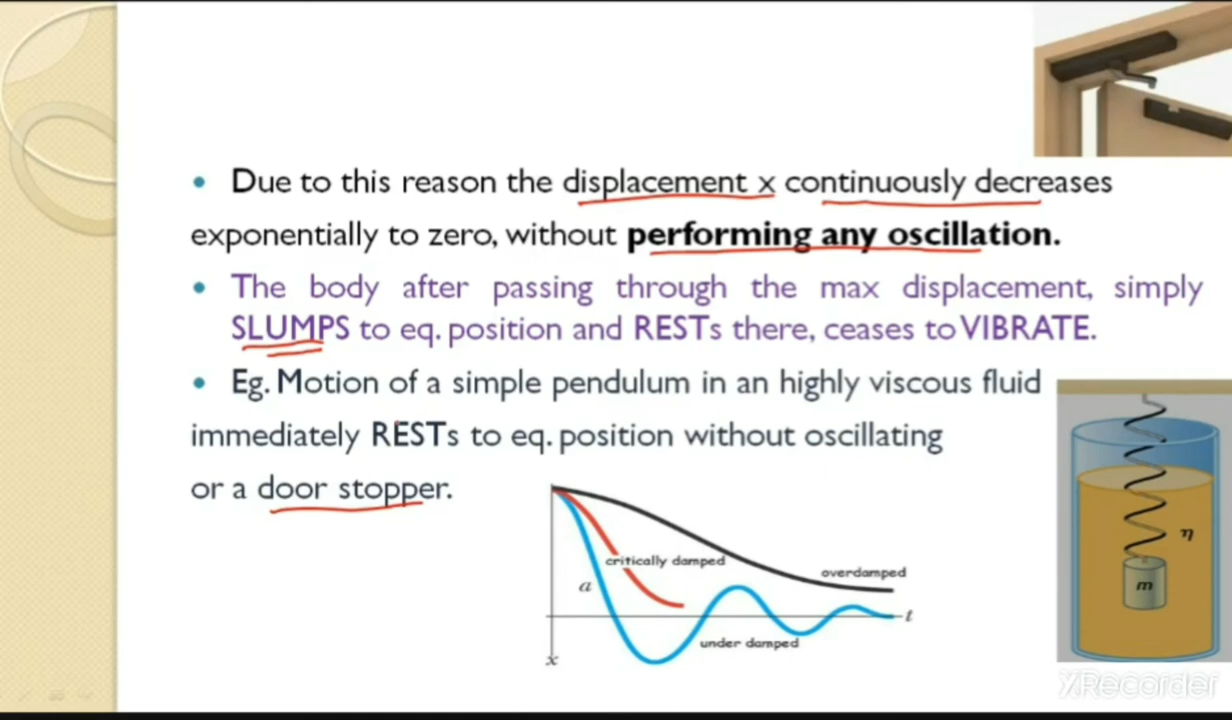 • Due to this reason the displacement x continuously decreases
exponentially to zero, without performing any oscillation.
• The body after passing through the max displacement, simply
SLUMPS to eq. position and RESTs there, ceases to VIBRATE.
• Eg. Motion of a simple pendulum in an highly viscous fluid
immediately RESTs to eq. position without oscillating
or a door stopper.
critically damped
overdamped
a
t
under damped
x
η
m
XRecorder